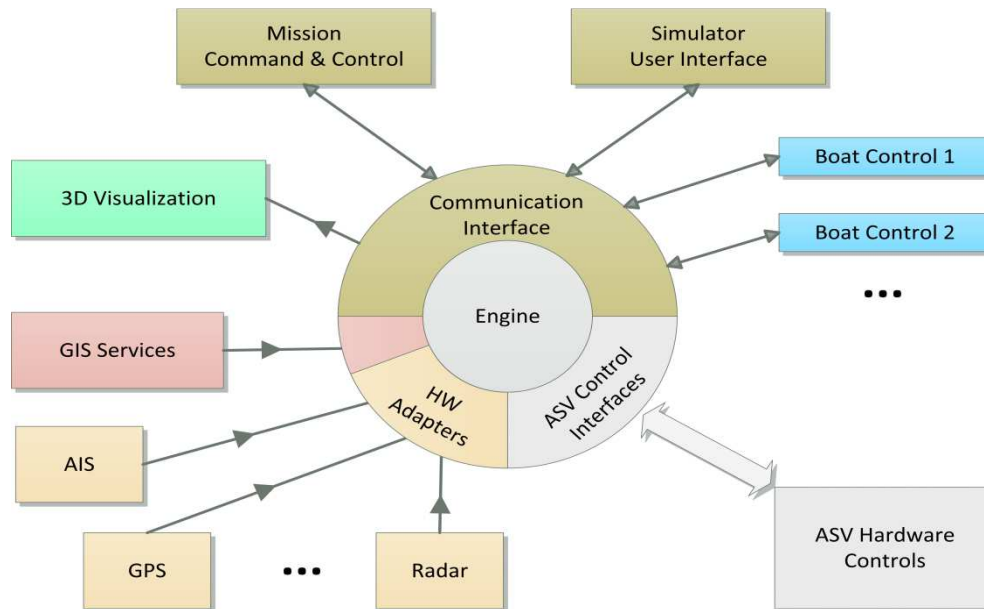 Mission
Command & Control
Simulator
User Interface
3D Visualization
Communication
Interface
Boat Control 1
Boat Control 2
...
Engine
GIS Services
HW
Adapters
ASV Control
Interfaces
AIS
GPS
...
Radar
ASV Hardware
Controls